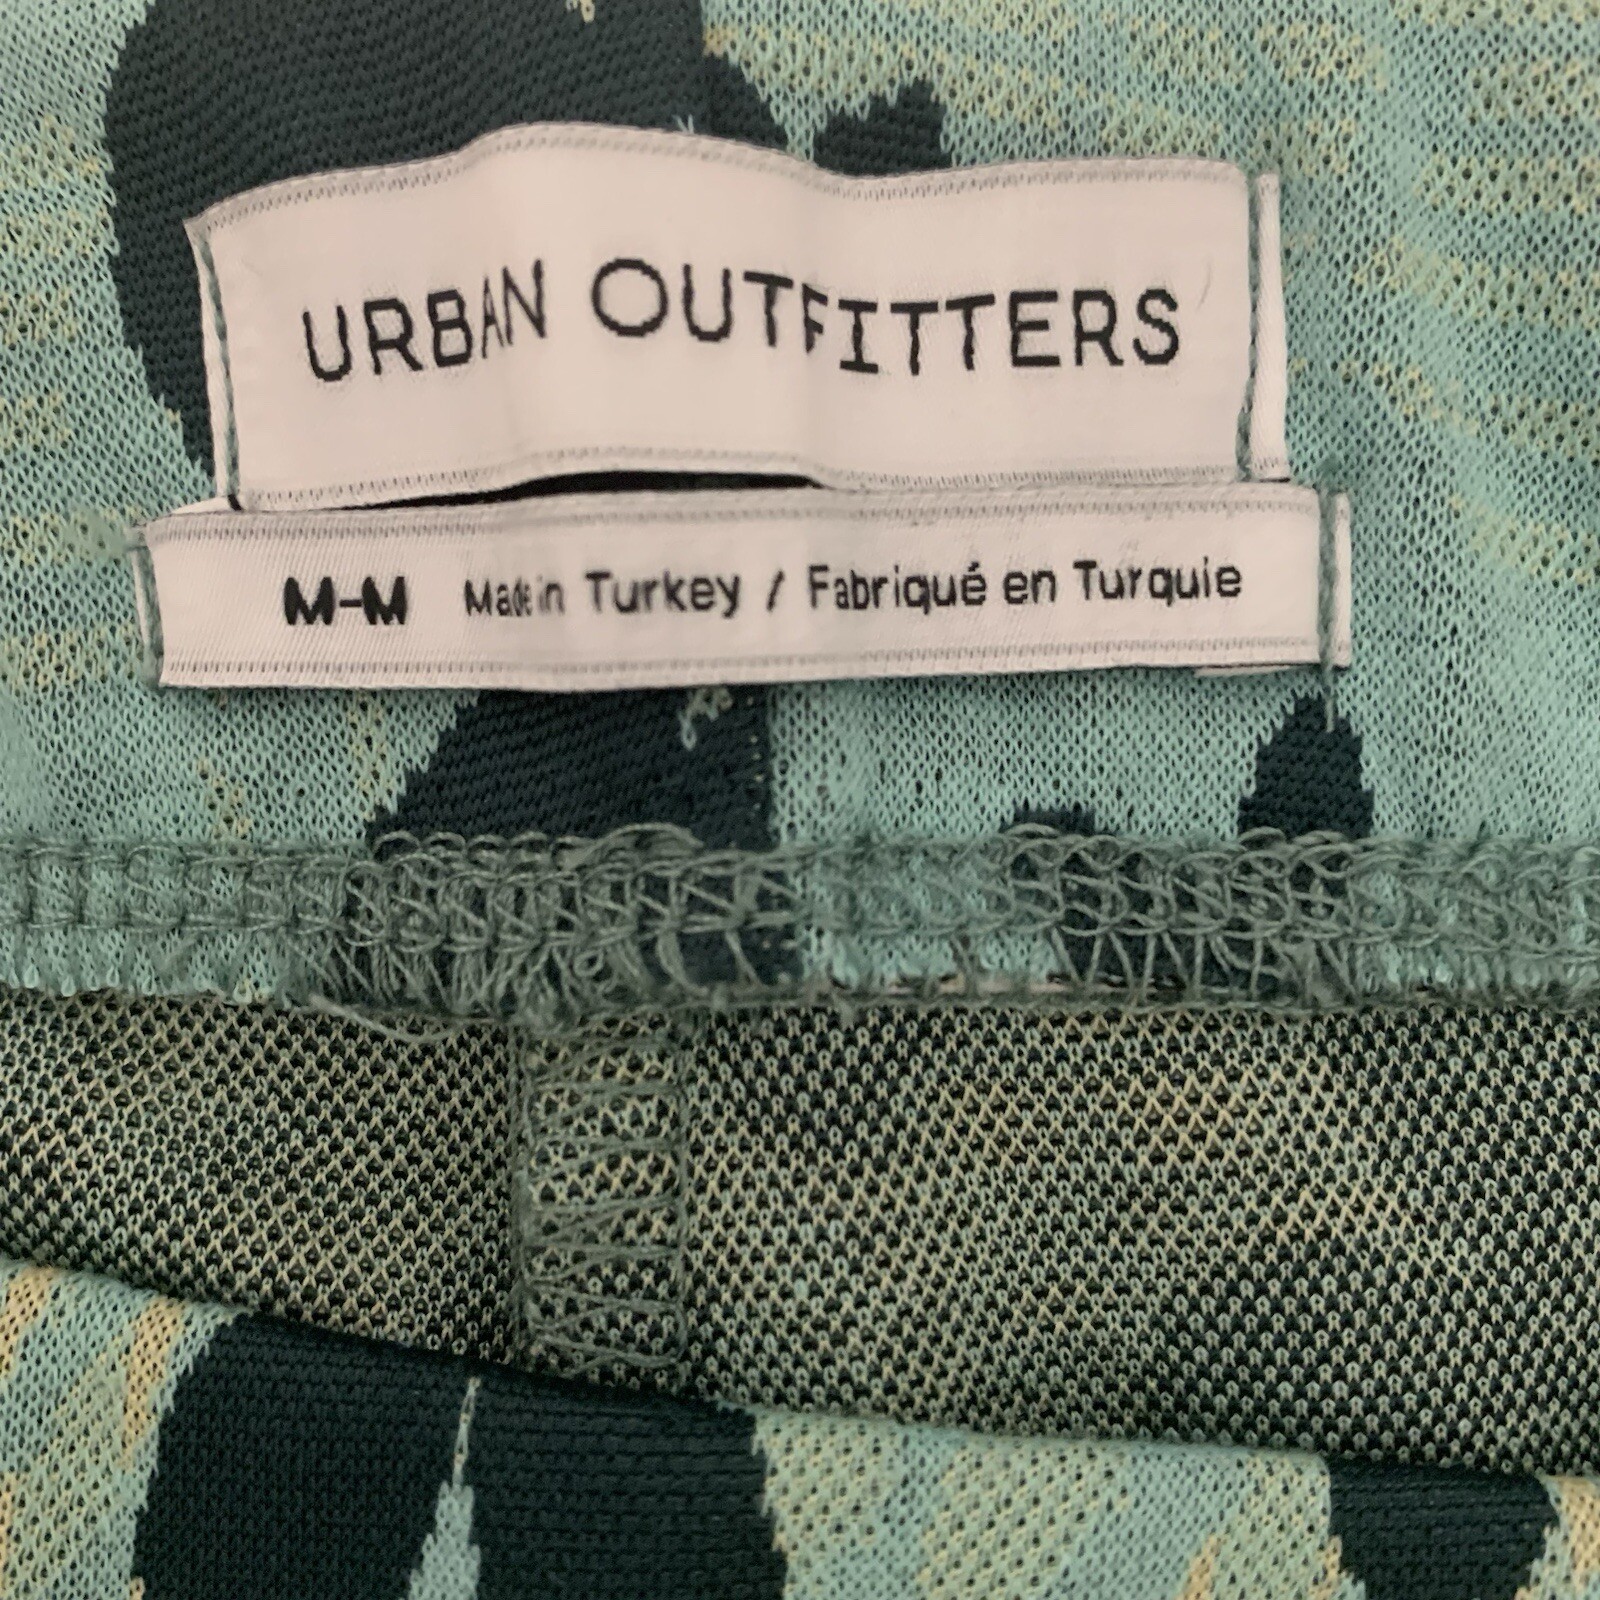 URBAN OUTFITTERS
M-M Made in Turkey / Fabriqué en Turquie